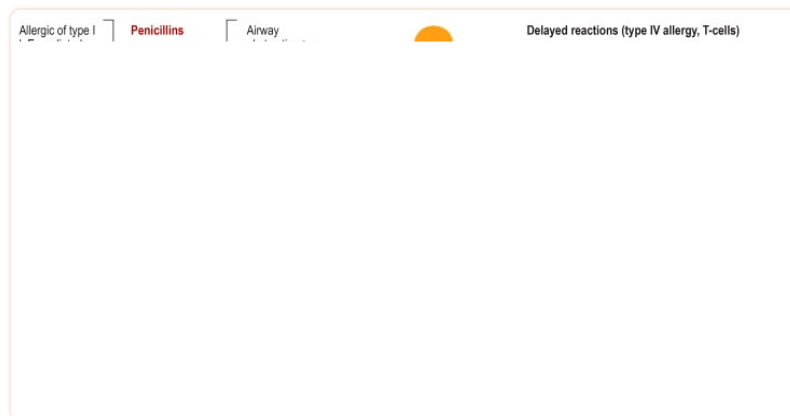 Allergic of type I
Penicillins
Airway
Delayed reactions (type IV allergy, T-cells)